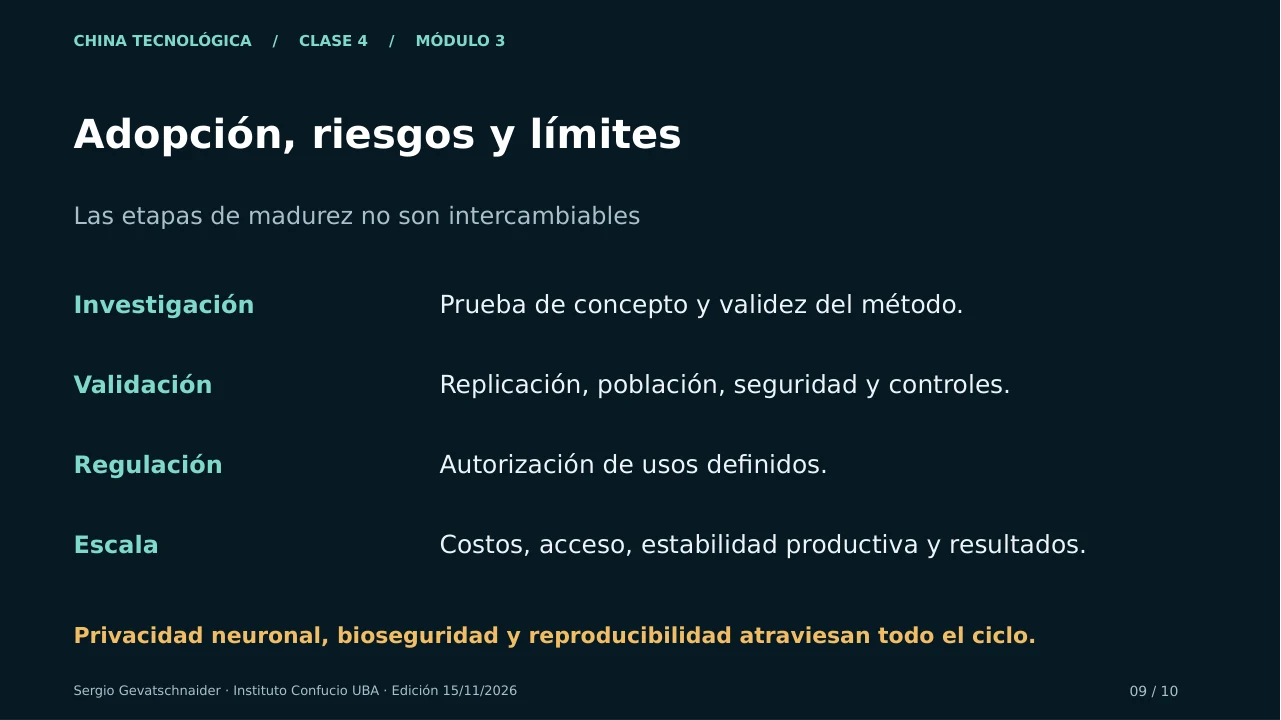 CHINA TECNOLÓGICA / CLASE 4 / MÓDULO 3
Adopción, riesgos y límites
Las etapas de madurez no son intercambiables
Investigación Prueba de concepto y validez del método.
Validación Replicación, población, seguridad y controles.
Regulación Autorización de usos definidos.
Escala Costos, acceso, estabilidad productiva y resultados.
Privacidad neuronal, bioseguridad y reproducibilidad atraviesan todo el ciclo.
Sergio Gevatschnaider · Instituto Confucio UBA · Edición 15/11/2026 09 / 10